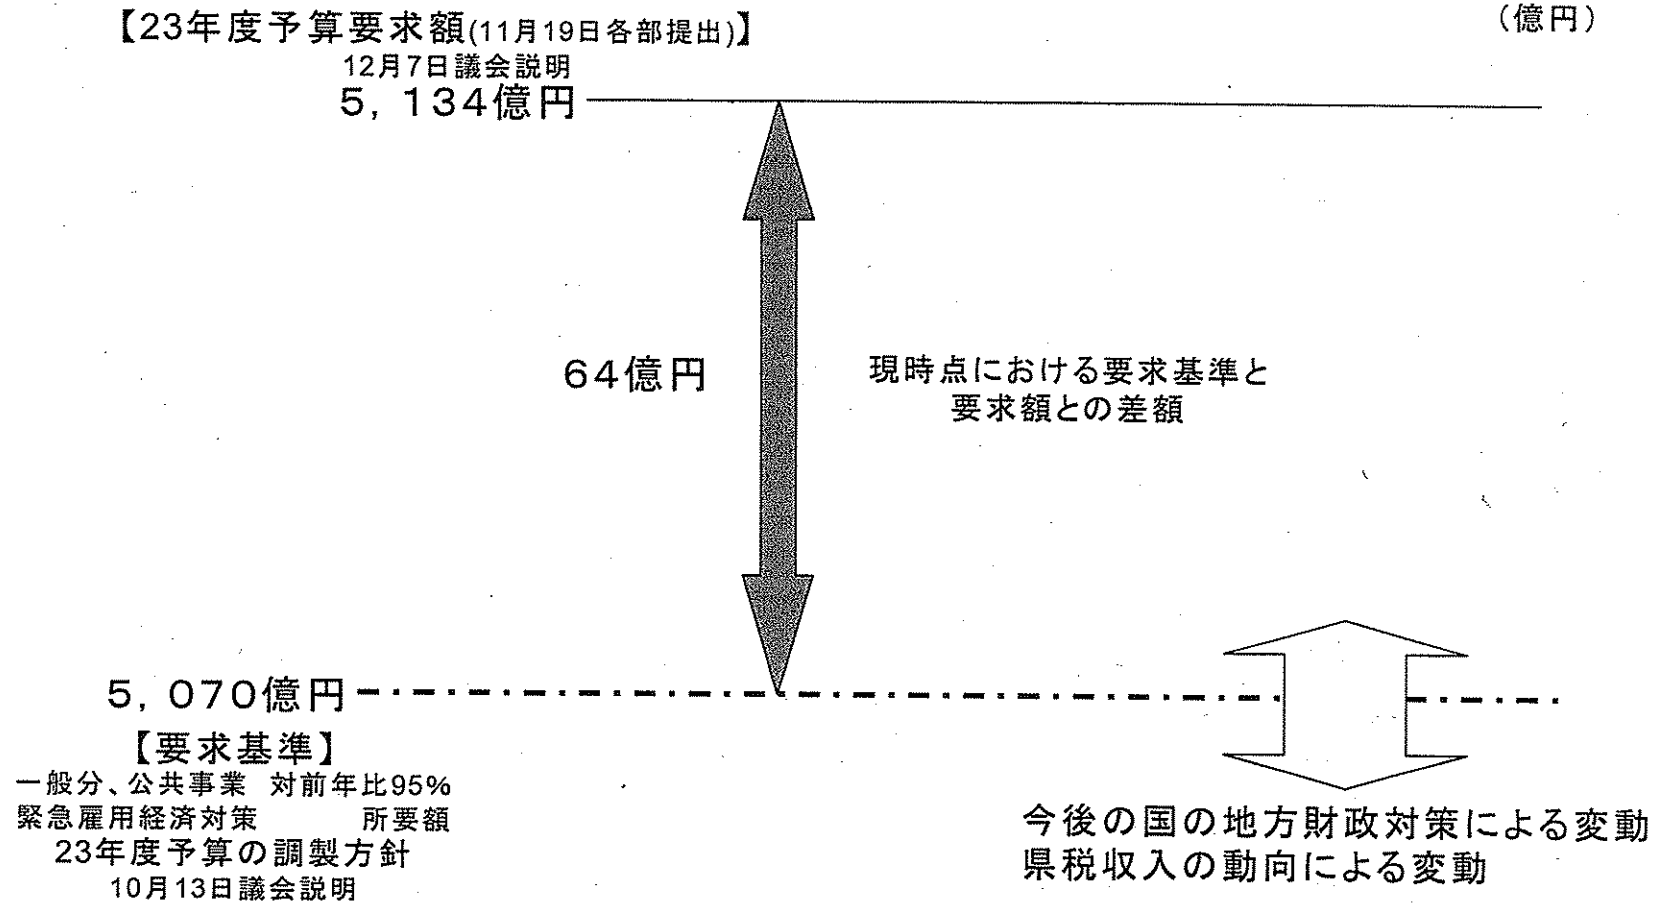 【23年度予算要求額(11月19日各部提出)】
（億円）
12月7日議会説明
５，１３４億円
６４億円
現時点における要求基準と
要求額との差額
５，０７０億円
【要求基準】
一般分、公共事業 対前年比95%
緊急雇用経済対策 所要額
23年度予算の調製方針
10月13日議会説明
今後の国の地方財政対策による変動
県税収入の動向による変動